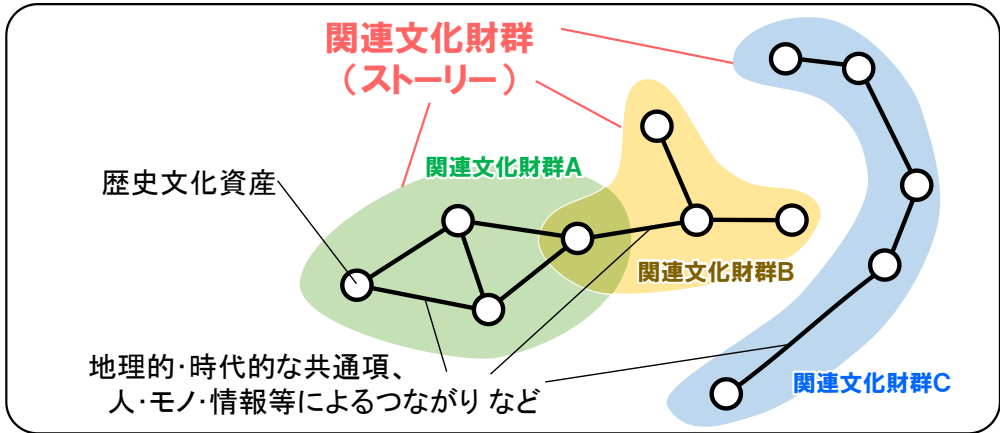 関連文化財群
（ストーリー）
関連文化財群A
歴史文化資産
関連文化財群B
地理的・時代的な共通項、
人・モノ・情報等によるつながり など
関連文化財群C